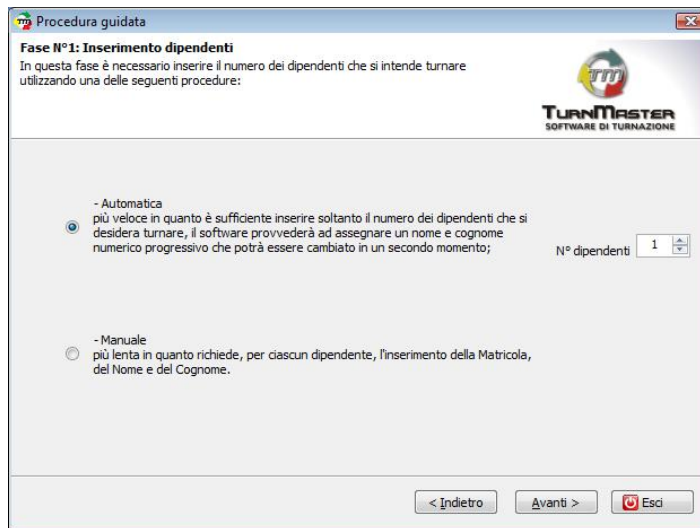 Procedura guidata
Fase N°1: Inserimento dipendenti
In questa fase è necessario inserire il numero dei dipendenti che si intende turnare
utilizzando una delle seguenti procedure:
TM
TURNMASTER
SOFTWARE DI TURNAZIONE
- Automatica
più veloce in quanto è sufficiente inserire soltanto il numero dei dipendenti che si
desidera turnare, il software provvederà ad assegnare un nome e cognome
numerico progressivo che potrà essere cambiato in un secondo momento;
N° dipendenti 1
- Manuale
più lenta in quanto richiede, per ciascun dipendente, l'inserimento della Matricola,
del Nome e del Cognome.
< Indietro Avanti > Esci